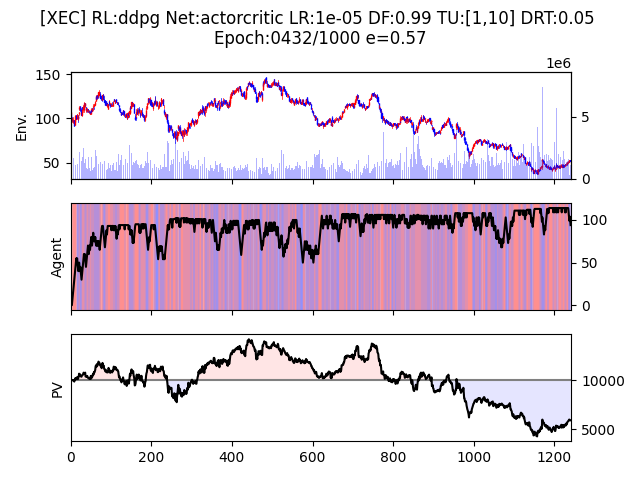 [XEC] RL:ddpg Net:actorcritic LR:1e-05 DF:0.99 TU:[1,10] DRT:0.05
Epoch:0432/1000 e=0.57
1e6
150
100
50
Env.
5
0
Agent
100
50
0
PV
10000
5000
0 200 400 600 800 1000 1200